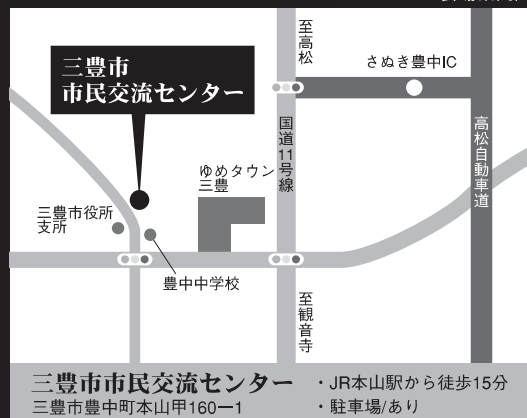 三豊市
市民交流センター
至高松
さぬき豊中IC
国道11号線
高松自動車道
ゆめタウン
三豊
三豊市役所
支所
豊中中学校
至観音寺
三豊市市民交流センター
三豊市豊中町本山甲160ー1
・JR本山駅から徒歩15分
・駐車場/あり